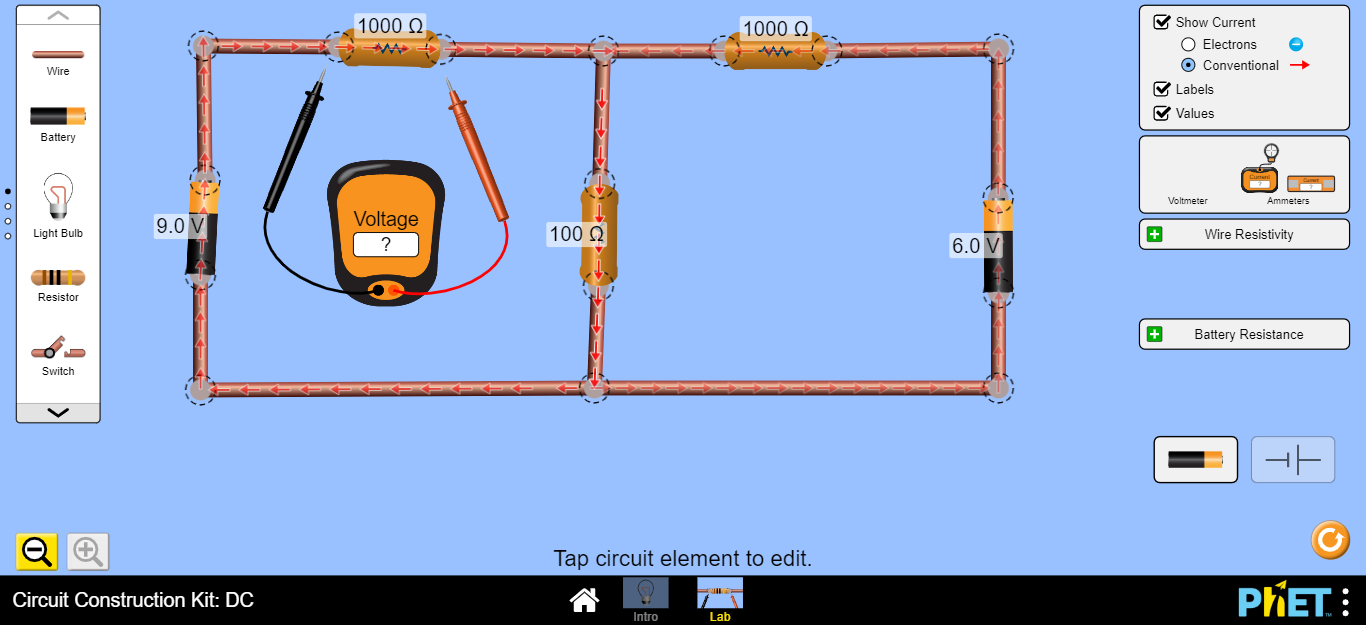 1000 Ω
1000 Ω
Show Current
Electrons
Conventional
Labels
Values
Wire
Battery
Light Bulb
Resistor
Switch
9.0 V
Voltage
?
100 Ω
6.0 V
Current
?
Current
?
Voltmeter
Ammeters
Wire Resistivity
Battery Resistance
Tap circuit element to edit.
Circuit Construction Kit: DC
Intro
Lab
PhET